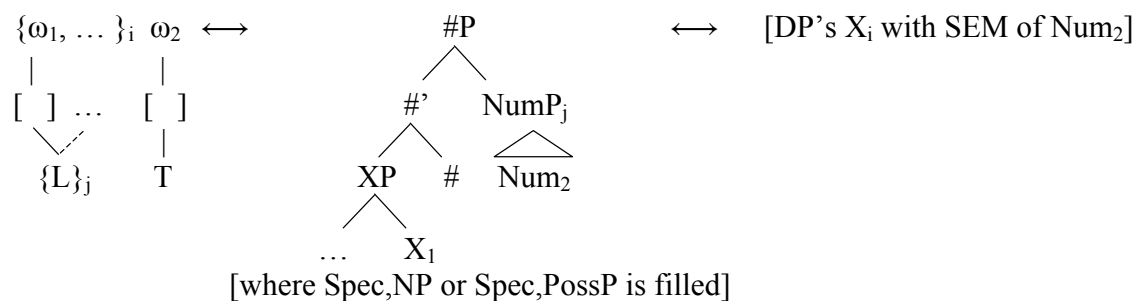 {ω₁, … }ᵢ ω₂ ↔ #P ↔ [DP’s Xᵢ with SEM of Num₂]
[ ] … [ ] #’ NumPⱼ
{L}ⱼ T XP # Num₂
… X₁
[where Spec,NP or Spec,PossP is filled]